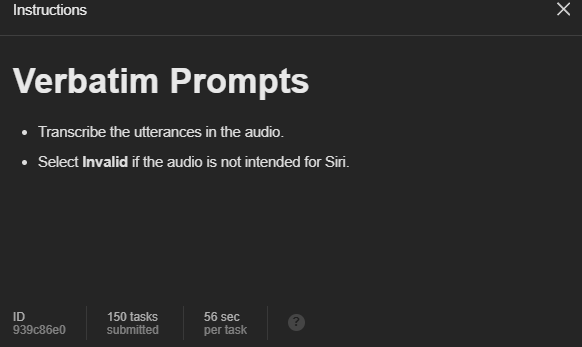 Instructions
Verbatim Prompts
• Transcribe the utterances in the audio.
• Select Invalid if the audio is not intended for Siri.
ID
939c86e0
150 tasks
submitted
56 sec
per task
?